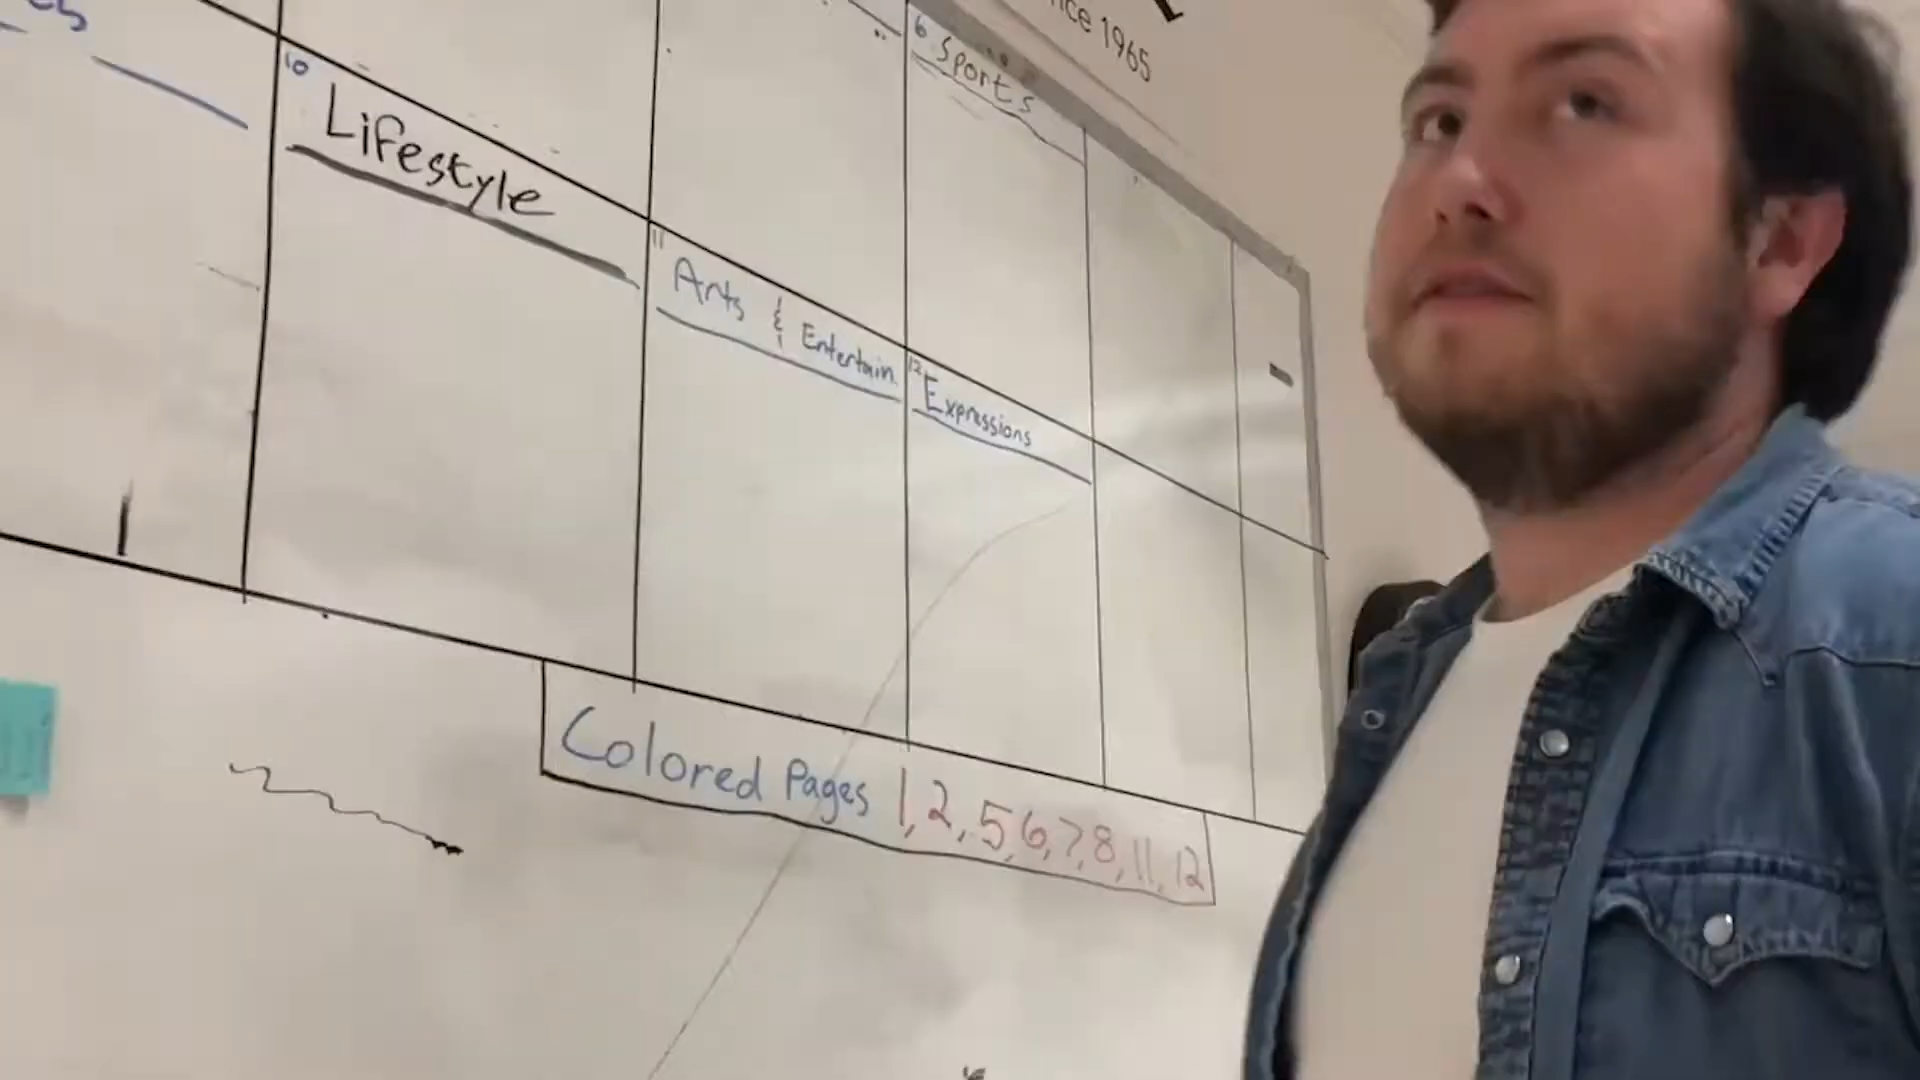 ce 1965
6 Sports
10 Lifestyle
11 Arts & Entertain.
12 Expressions
Colored Pages 1, 2, 5, 6, 7, 8, 11, 12